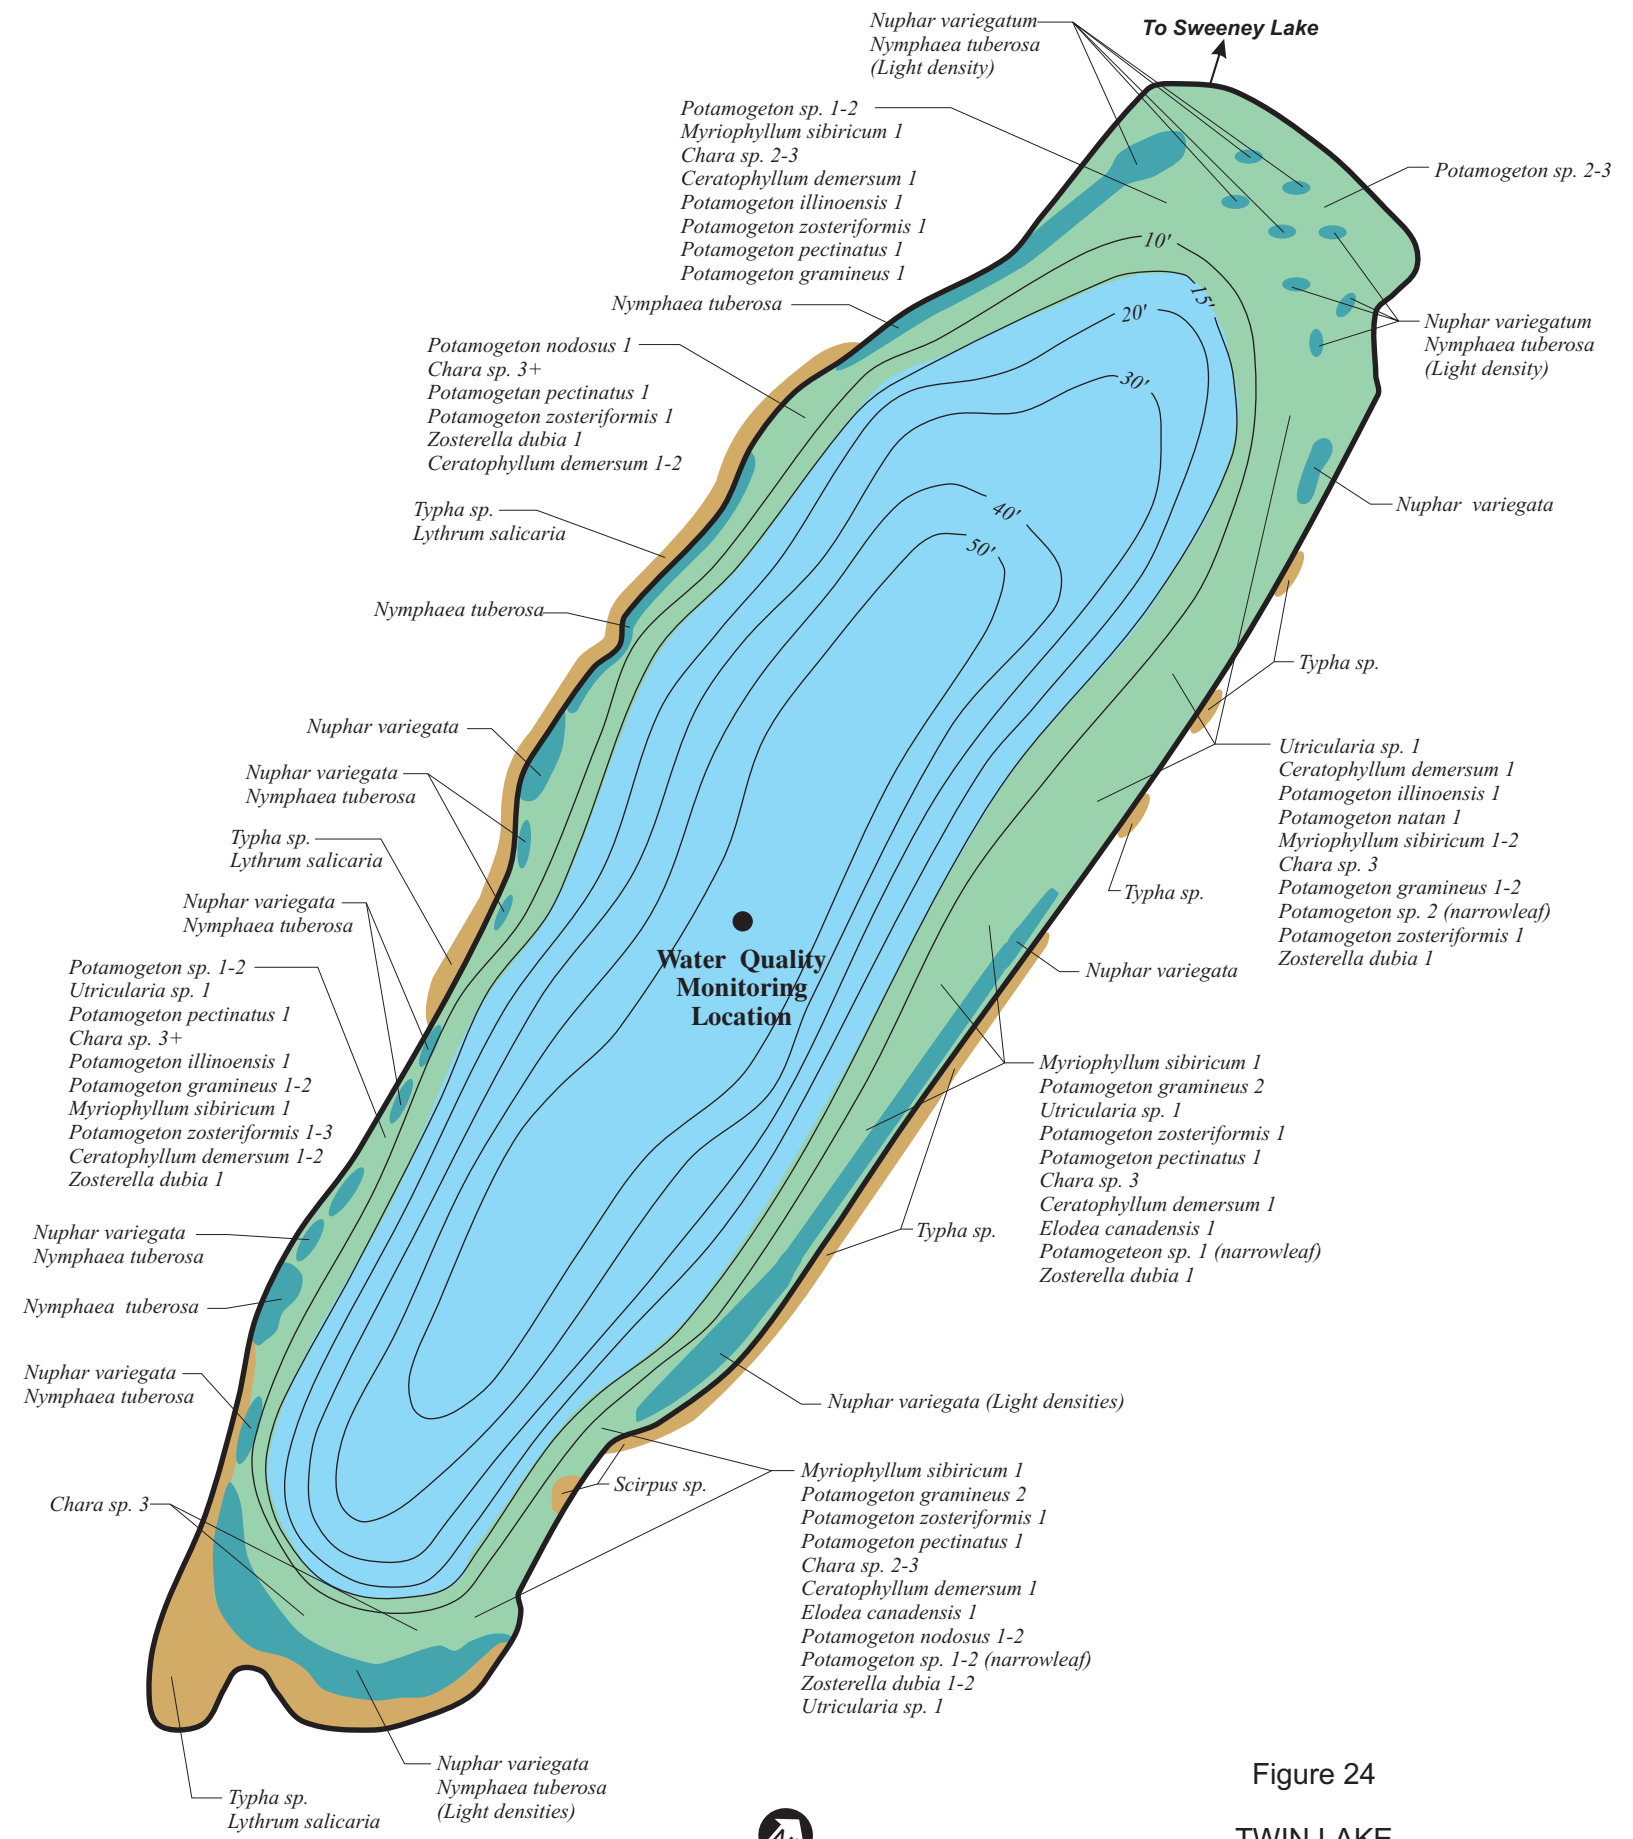 Nuphar variegatum
Nymphaea tuberosa
(Light density)
To Sweeney Lake
Potamogeton sp. 1-2
Myriophyllum sibiricum 1
Chara sp. 2-3
Ceratophyllum demersum 1
Potamogeton illinoensis 1
Potamogeton zosteriformis 1
Potamogeton pectinatus 1
Potamogeton gramineus 1
Potamogeton sp. 2-3
10'
15'
20'
30'
40'
50'
Nymphaea tuberosa
Nuphar variegatum
Nymphaea tuberosa
(Light density)
Potamogeton nodosus 1
Chara sp. 3+
Potamogetan pectinatus 1
Potamogeton zosteriformis 1
Zosterella dubia 1
Ceratophyllum demersum 1-2
Nuphar variegata
Typha sp.
Lythrum salicaria
Nymphaea tuberosa
Typha sp.
Nuphar variegata
Nuphar variegata
Nymphaea tuberosa
Utricularia sp. 1
Ceratophyllum demersum 1
Potamogeton illinoensis 1
Potamogeton natan 1
Myriophyllum sibiricum 1-2
Chara sp. 3
Potamogeton gramineus 1-2
Potamogeton sp. 2 (narrowleaf)
Potamogeton zosteriformis 1
Zosterella dubia 1
Typha sp.
Lythrum salicaria
Typha sp.
Nuphar variegata
Nymphaea tuberosa
Water Quality
Monitoring
Location
Nuphar variegata
Potamogeton sp. 1-2
Utricularia sp. 1
Potamogeton pectinatus 1
Chara sp. 3+
Potamogeton illinoensis 1
Potamogeton gramineus 1-2
Myriophyllum sibiricum 1
Potamogeton zosteriformis 1-3
Ceratophyllum demersum 1-2
Zosterella dubia 1
Myriophyllum sibiricum 1
Potamogeton gramineus 2
Utricularia sp. 1
Potamogeton zosteriformis 1
Potamogeton pectinatus 1
Chara sp. 3
Ceratophyllum demersum 1
Elodea canadensis 1
Potamogeteon sp. 1 (narrowleaf)
Zosterella dubia 1
Typha sp.
Nuphar variegata
Nymphaea tuberosa
Nymphaea tuberosa
Nuphar variegata
Nymphaea tuberosa
Nuphar variegata (Light densities)
Scirpus sp.
Chara sp. 3
Myriophyllum sibiricum 1
Potamogeton gramineus 2
Potamogeton zosteriformis 1
Potamogeton pectinatus 1
Chara sp. 2-3
Ceratophyllum demersum 1
Elodea canadensis 1
Potamogeton nodosus 1-2
Potamogeton sp. 1-2 (narrowleaf)
Zosterella dubia 1-2
Utricularia sp. 1
Nuphar variegata
Nymphaea tuberosa
(Light densities)
Typha sp.
Lythrum salicaria
Figure 24
TWIN LAKE